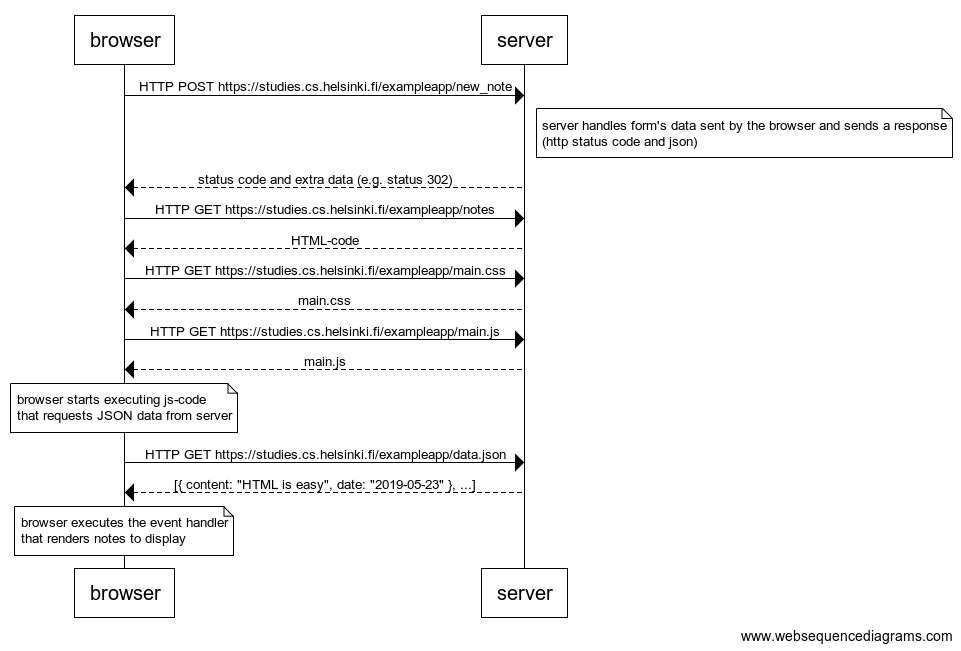 browser
server
HTTP POST https://studies.cs.helsinki.fi/exampleapp/new_note
server handles form's data sent by the browser and sends a response
(http status code and json)
status code and extra data (e.g. status 302)
HTTP GET https://studies.cs.helsinki.fi/exampleapp/notes
HTML-code
HTTP GET https://studies.cs.helsinki.fi/exampleapp/main.css
main.css
HTTP GET https://studies.cs.helsinki.fi/exampleapp/main.js
main.js
browser starts executing js-code
that requests JSON data from server
HTTP GET https://studies.cs.helsinki.fi/exampleapp/data.json
[{ content: "HTML is easy", date: "2019-05-23" }, ...]
browser executes the event handler
that renders notes to display
browser
server
www.websequencediagrams.com